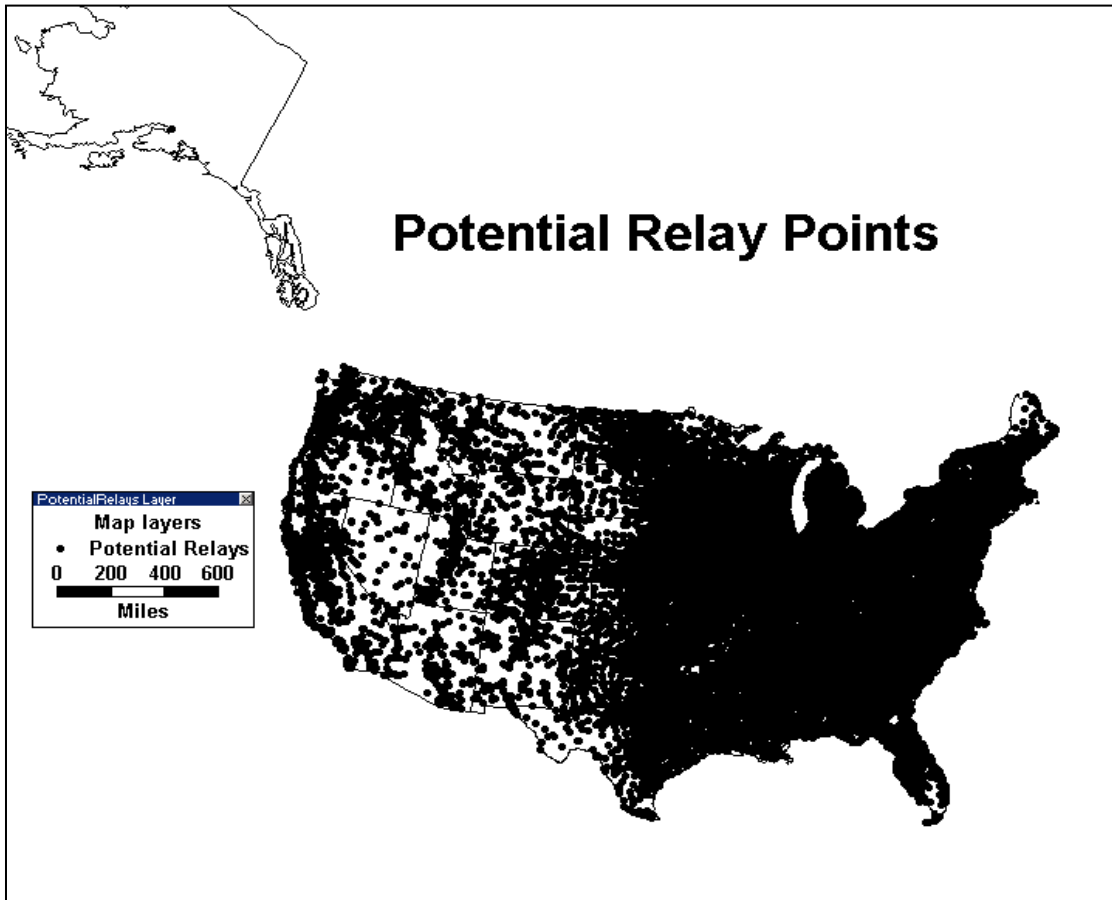 Potential Relay Points
PotentialRelays Layer
Map layers
Potential Relays
0 200 400 600
Miles